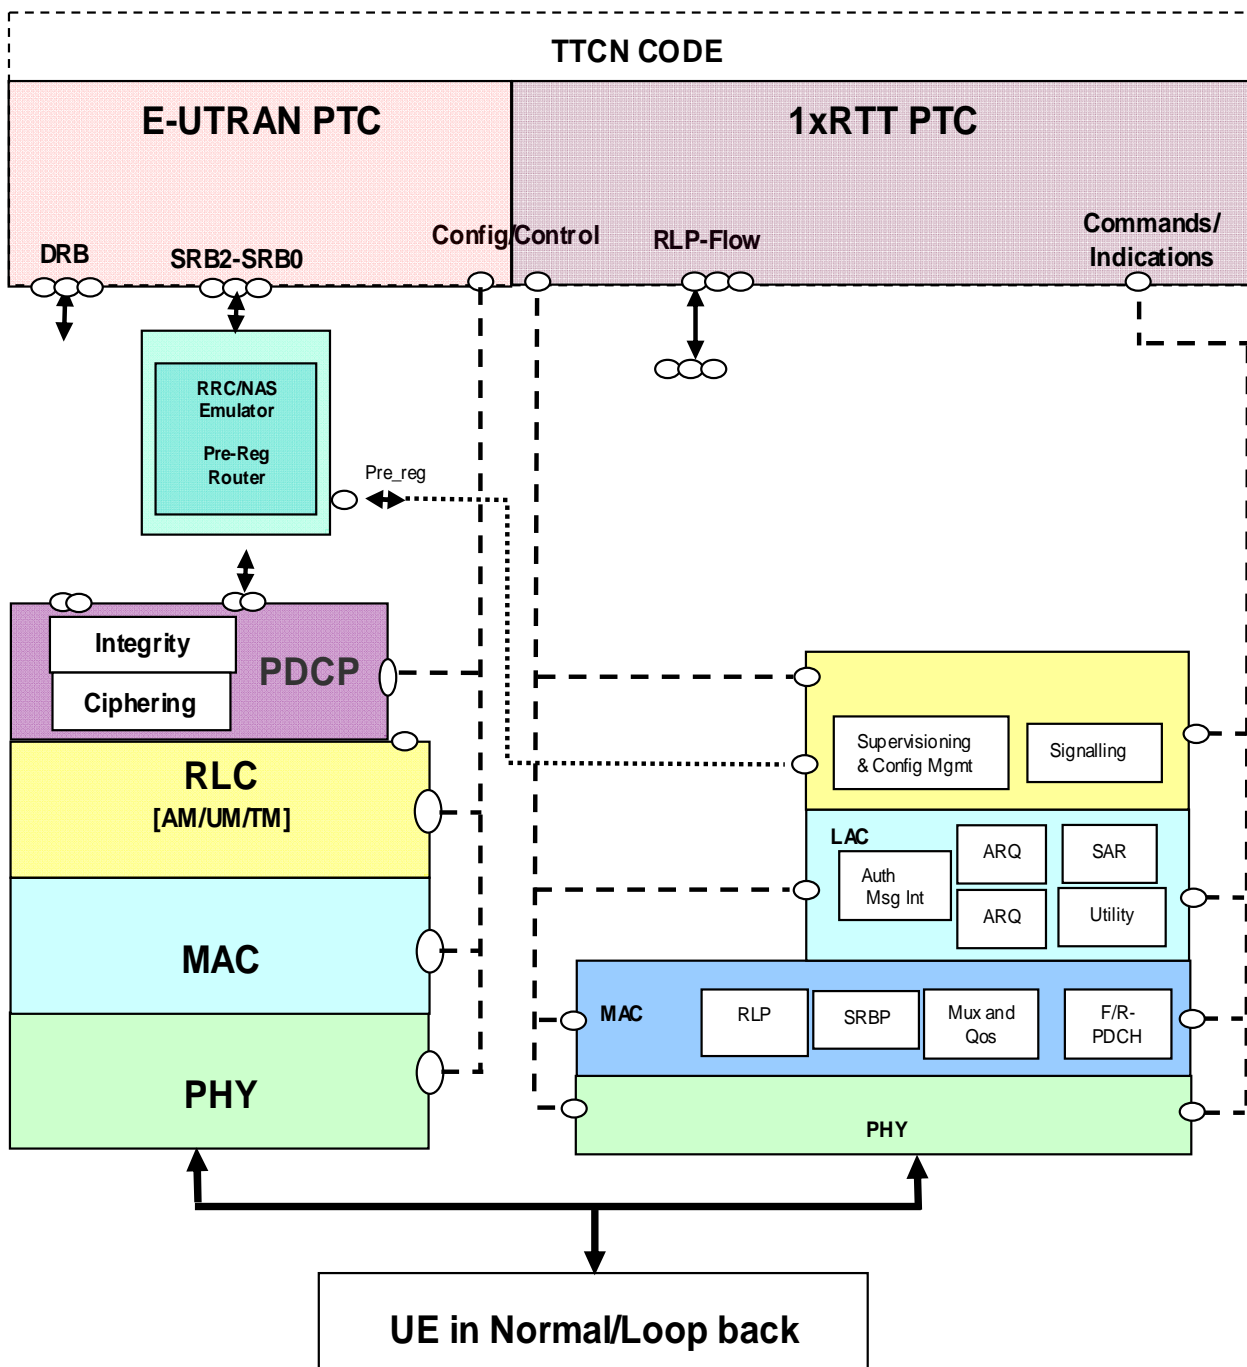 TTCN CODE
E-UTRAN PTC
1xRTT PTC
DRB
SRB2-SRB0
Config/Control
RLP-Flow
Commands/
Indications
RRC/NAS
Emulator
Pre-Reg
Router
Pre_reg
Integrity
Ciphering
PDCP
RLC
[AM/UM/TM]
MAC
PHY
Supervisioning
& Config Mgmt
Signalling
LAC
Auth
Msg Int
ARQ
SAR
ARQ
Utility
MAC
RLP
SRBP
Mux and
Qos
F/R-
PDCH
PHY
UE in Normal/Loop back